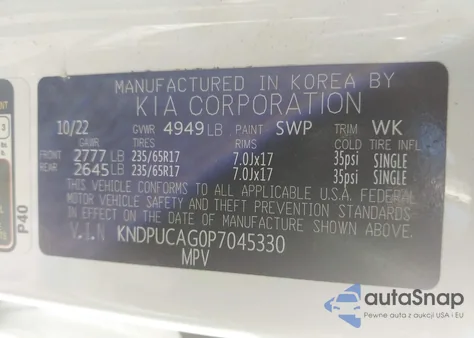 MANUFACTURED IN KOREA BY
KIA CORPORATION
10/22 GVWR 4949 LB PAINT SWP TRIM WK
GAWR TIRES RIMS COLD TIRE INFL.
FRONT 2777 LB 235/65R17 7.0Jx17 35psi SINGLE
REAR 2645 LB 235/65R17 7.0Jx17 35psi SINGLE
THIS VEHICLE CONFORMS TO ALL APPLICABLE U.S.A. FEDERAL
MOTOR VEHICLE SAFETY AND THEFT PREVENTION STANDARDS
IN EFFECT ON THE DATE OF MANUFACTURE SHOWN ABOVE.
V.I.N KNDPUCAG0P7045330
MPV
P40
3
autoSnap
Pewne auta z aukcji USA i EU